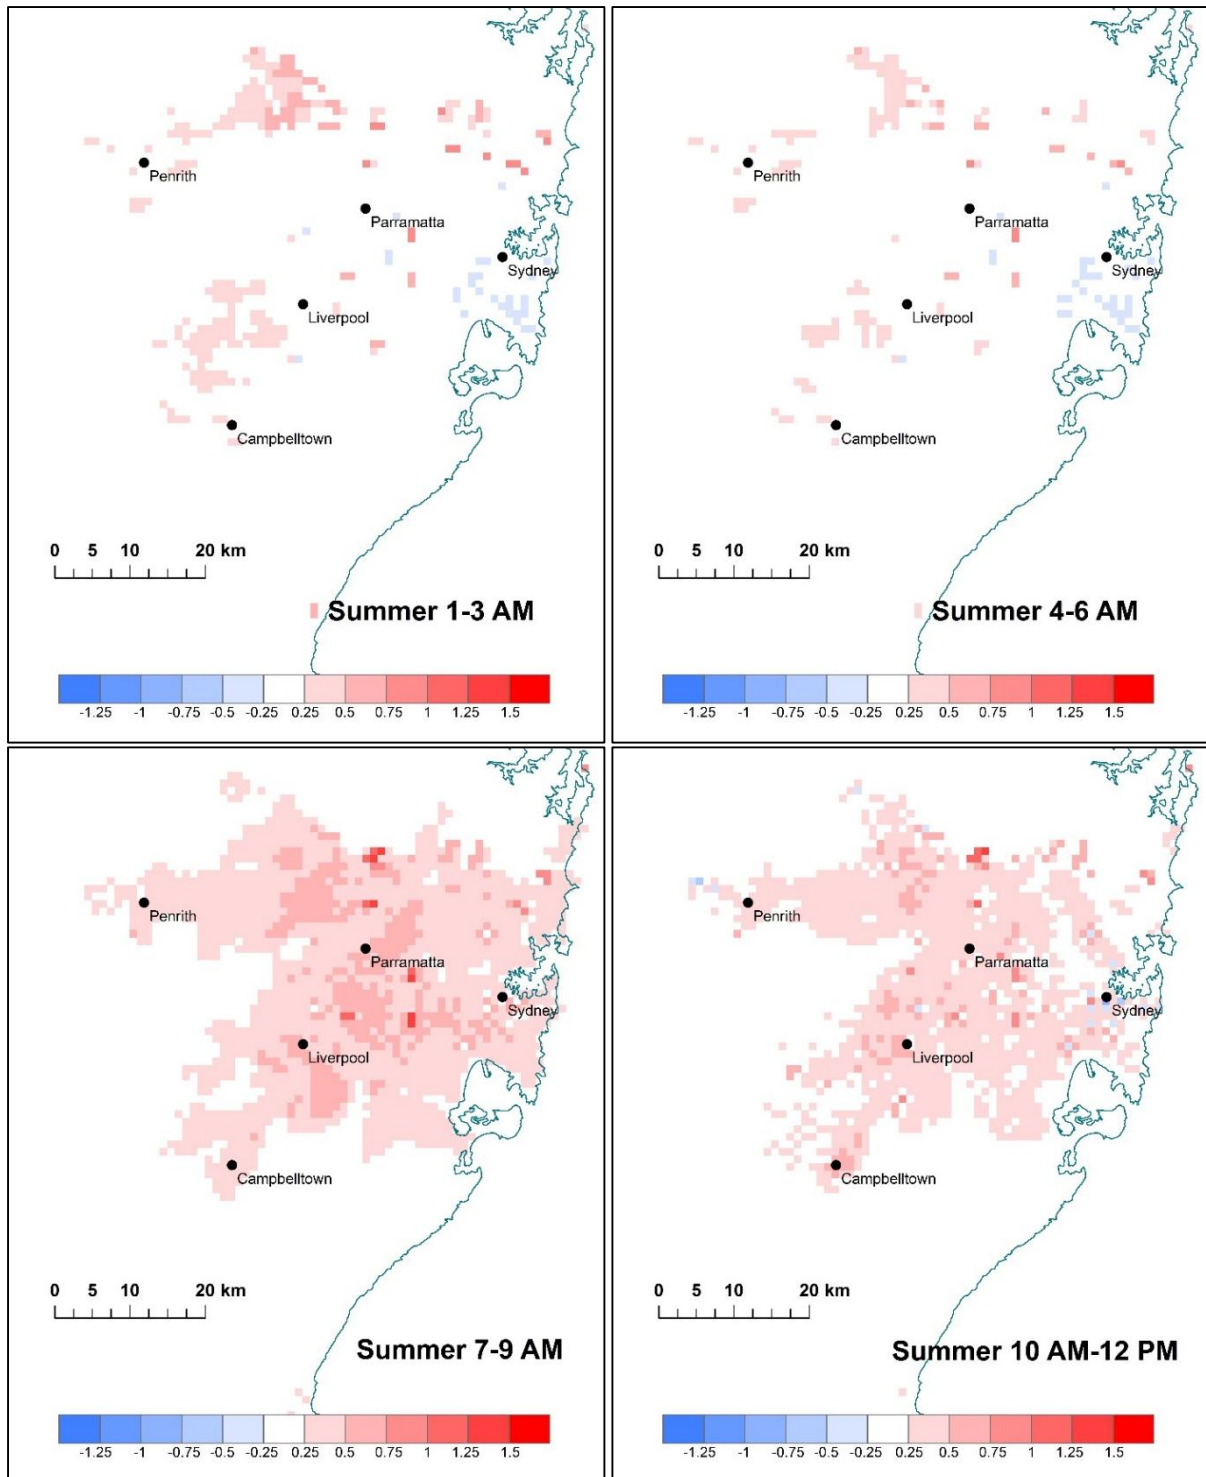 Penrith
Parramatta
Sydney
Liverpool
Campbelltown
0 5 10 20 km
Summer 1-3 AM
-1.25 -1 -0.75 -0.5 -0.25 0.25 0.5 0.75 1 1.25 1.5
Penrith
Parramatta
Sydney
Liverpool
Campbelltown
0 5 10 20 km
Summer 4-6 AM
-1.25 -1 -0.75 -0.5 -0.25 0.25 0.5 0.75 1 1.25 1.5
Penrith
Parramatta
Sydney
Liverpool
Campbelltown
0 5 10 20 km
Summer 7-9 AM
-1.25 -1 -0.75 -0.5 -0.25 0.25 0.5 0.75 1 1.25 1.5
Penrith
Parramatta
Sydney
Liverpool
Campbelltown
0 5 10 20 km
Summer 10 AM-12 PM
-1.25 -1 -0.75 -0.5 -0.25 0.25 0.5 0.75 1 1.25 1.5